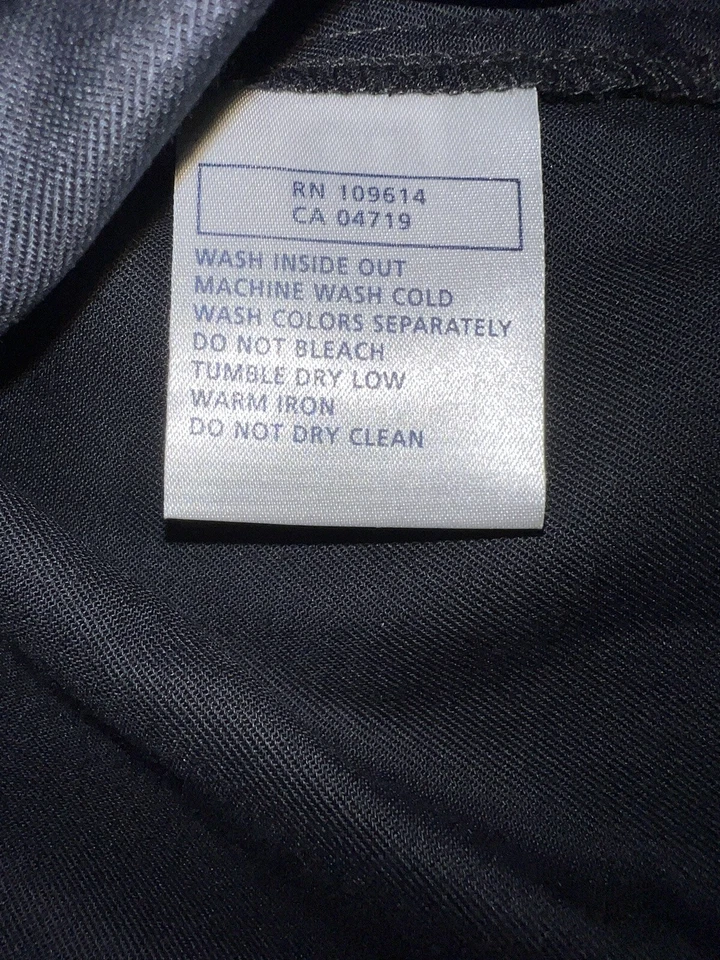 RN 109614
CA 04719
WASH INSIDE OUT
MACHINE WASH COLD
WASH COLORS SEPARATELY
DO NOT BLEACH
TUMBLE DRY LOW
WARM IRON
DO NOT DRY CLEAN